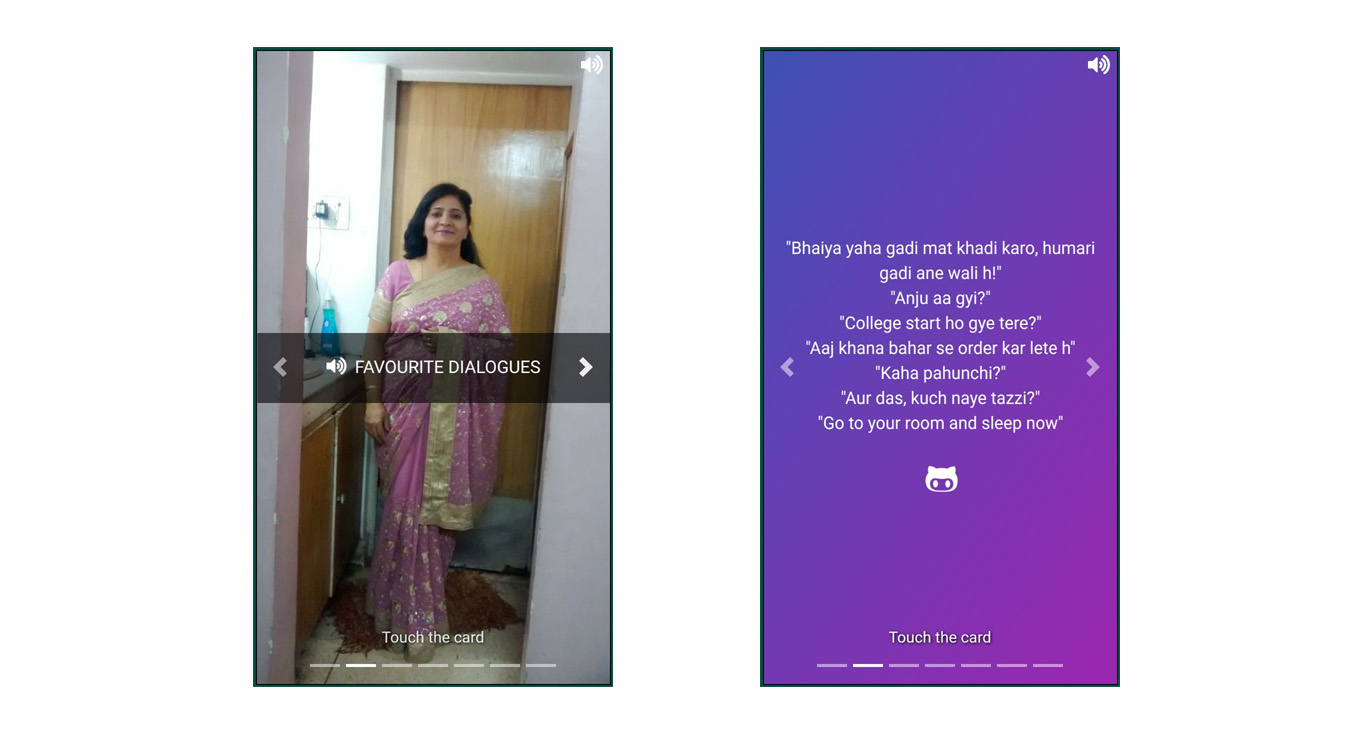 FAVOURITE DIALOGUES
Touch the card
"Bhaiya yaha gadi mat khadi karo, humari
gadi ane wali h!"
"Anju aa gyi?"
"College start ho gye tere?"
"Aaj khana bahar se order kar lete h"
"Kaha pahunchi?"
"Aur das, kuch naye tazzi?"
"Go to your room and sleep now"
Touch the card